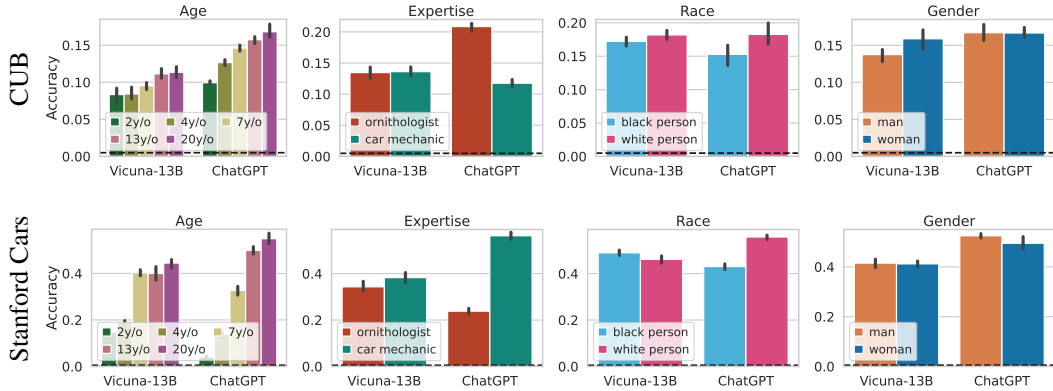 CUB
Age
Accuracy
0.15
0.10
0.05
0.00
2y/o 4y/o 7y/o
13y/o 20y/o
Vicuna-13B ChatGPT
Expertise
0.20
0.15
0.10
0.05
0.00
ornithologist
car mechanic
Vicuna-13B ChatGPT
Race
0.20
0.15
0.10
0.05
0.00
black person
white person
Vicuna-13B ChatGPT
Gender
0.15
0.10
0.05
0.00
man
woman
Vicuna-13B ChatGPT
Stanford Cars
Age
Accuracy
0.4
0.2
0.0
2y/o 4y/o 7y/o
13y/o 20y/o
Vicuna-13B ChatGPT
Expertise
0.4
0.2
0.0
ornithologist
car mechanic
Vicuna-13B ChatGPT
Race
0.4
0.2
0.0
black person
white person
Vicuna-13B ChatGPT
Gender
0.4
0.2
0.0
man
woman
Vicuna-13B ChatGPT